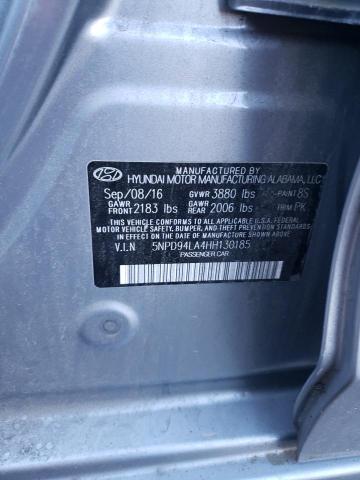 MANUFACTURED BY
HYUNDAI MOTOR MANUFACTURING ALABAMA, LLC
Sep/08/16 GVWR 3880 lbs PAINT 8S
GAWR FRONT 2183 lbs GAWR REAR 2006 lbs TRIM PK
THIS VEHICLE CONFORMS TO ALL APPLICABLE U.S.A. FEDERAL
MOTOR VEHICLE SAFETY, BUMPER, AND THEFT PREVENTION STANDARDS
IN EFFECT ON THE DATE OF MANUFACTURE SHOWN ABOVE.
V.I.N 5NPD94LA4HH130185
PASSENGER CAR